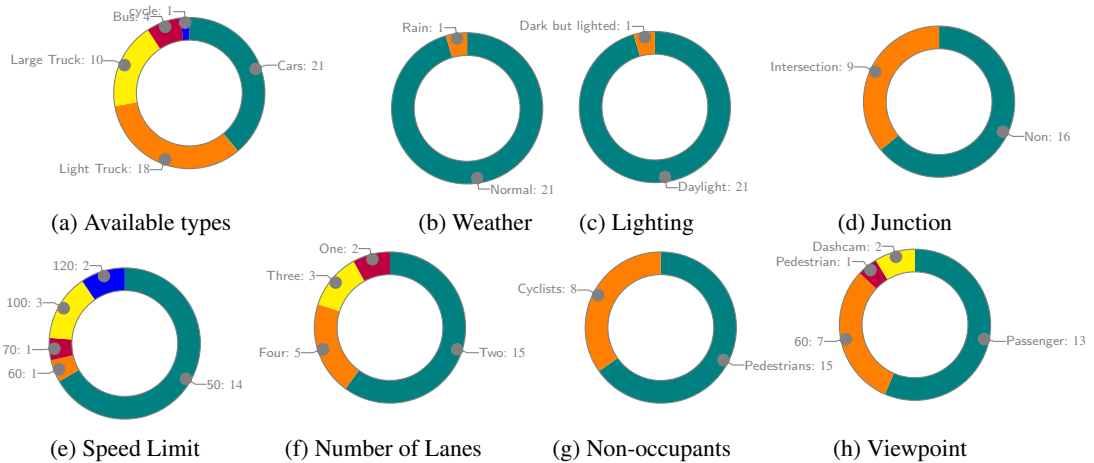 cycle: 1
Bus: 4
Large Truck: 10
Cars: 21
Light Truck: 18
(a) Available types
Rain: 1
Normal: 21
(b) Weather
Dark but lighted: 1
Daylight: 21
(c) Lighting
Intersection: 9
Non: 16
(d) Junction
120: 2
100: 3
70: 1
60: 1
50: 14
(e) Speed Limit
One: 2
Three: 3
Four: 5
Two: 15
(f) Number of Lanes
Cyclists: 8
Pedestrians: 15
(g) Non-occupants
Dashcam: 2
Pedestrian: 1
60: 7
Passenger: 13
(h) Viewpoint